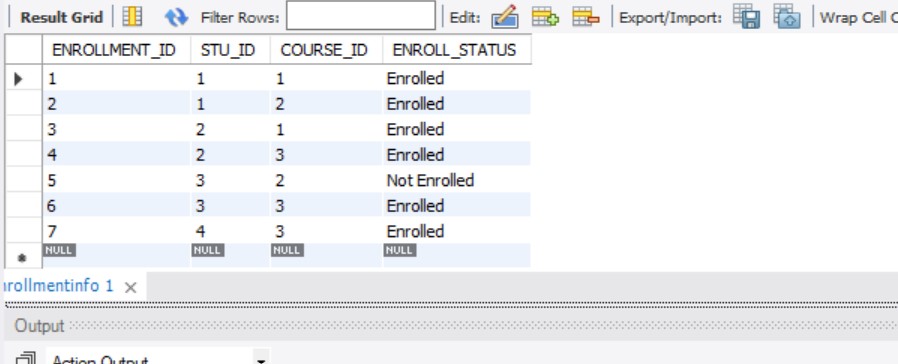 Result Grid Filter Rows: Edit: Export/Import: Wrap Cell C
ENROLLMENT_ID STU_ID COURSE_ID ENROLL_STATUS
1 1 1 Enrolled
2 1 2 Enrolled
3 2 1 Enrolled
4 2 3 Enrolled
5 3 2 Not Enrolled
6 3 3 Enrolled
7 4 3 Enrolled
NULL NULL NULL NULL
nrollmentinfo 1
Output
Action Output